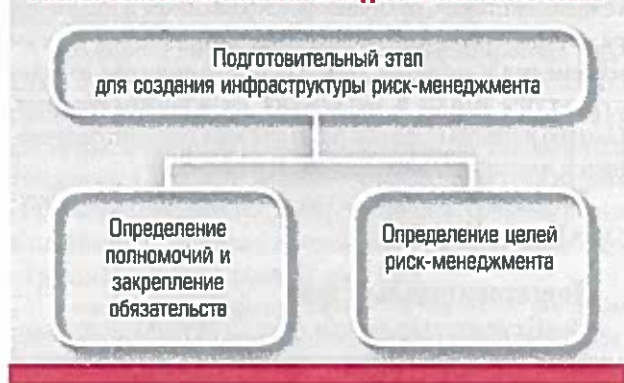 Подготовительный этап
для создания инфраструктуры риск-менеджмента
Определение
полномочий и
закрепление
обязательств
Определение целей
риск-менеджмента